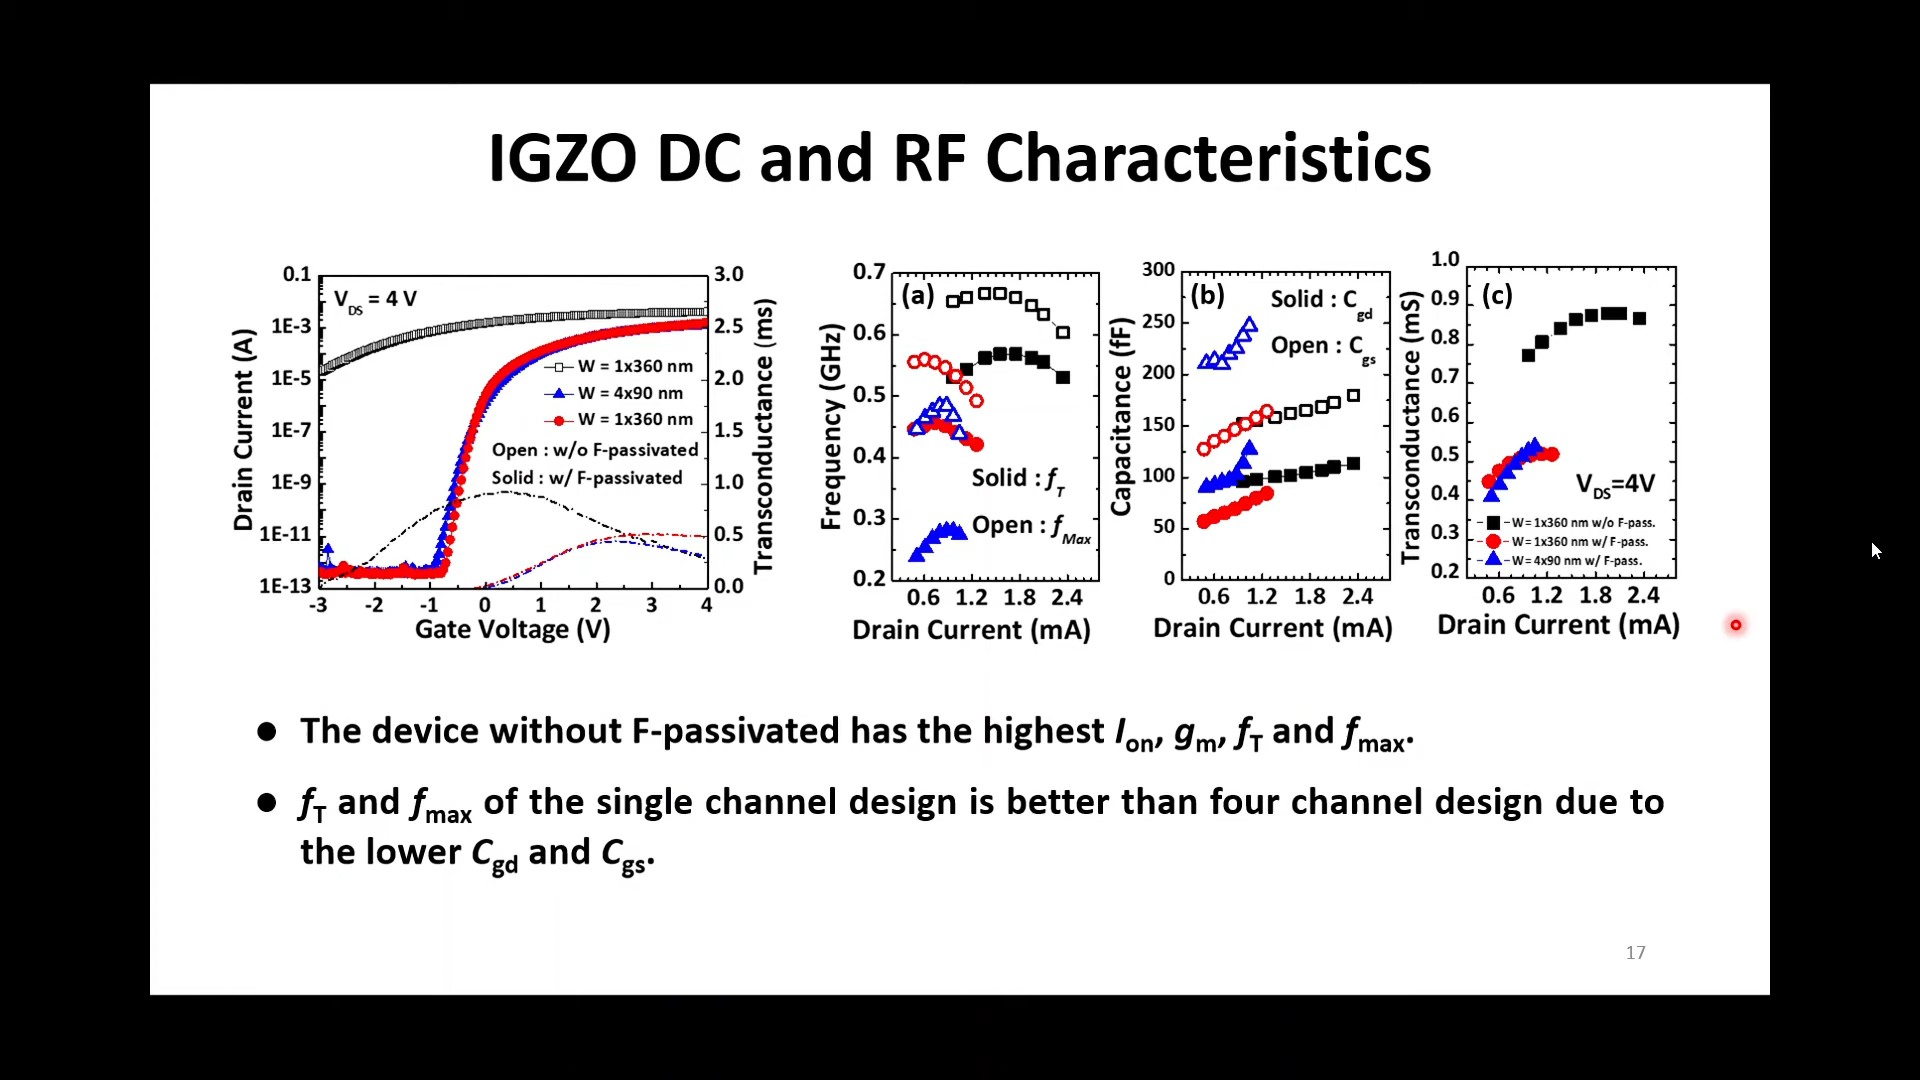 IGZO DC and RF Characteristics
0.1
1E-3
1E-5
1E-7
1E-9
1E-11
1E-13
Drain Current (A)
V_DS = 4 V
W = 1x360 nm
W = 4x90 nm
W = 1x360 nm
Open : w/o F-passivated
Solid : w/ F-passivated
3.0
2.5
2.0
1.5
1.0
0.5
0.0
Transconductance (ms)
-3 -2 -1 0 1 2 3 4
Gate Voltage (V)
0.7
0.6
0.5
0.4
0.3
0.2
Frequency (GHz)
(a)
Solid : f_T
Open : f_Max
0.6 1.2 1.8 2.4
Drain Current (mA)
300
250
200
150
100
50
0
Capacitance (fF)
(b)
Solid : C_gd
Open : C_gs
0.6 1.2 1.8 2.4
Drain Current (mA)
1.0
0.9
0.8
0.7
0.6
0.5
0.4
0.3
0.2
Transconductance (mS)
(c)
V_DS=4V
W= 1x360 nm w/o F-pass.
W= 1x360 nm w/ F-pass.
W= 4x90 nm w/ F-pass.
0.6 1.2 1.8 2.4
Drain Current (mA)
● The device without F-passivated has the highest I_on, g_m, f_T and f_max.
● f_T and f_max of the single channel design is better than four channel design due to
the lower C_gd and C_gs.
17